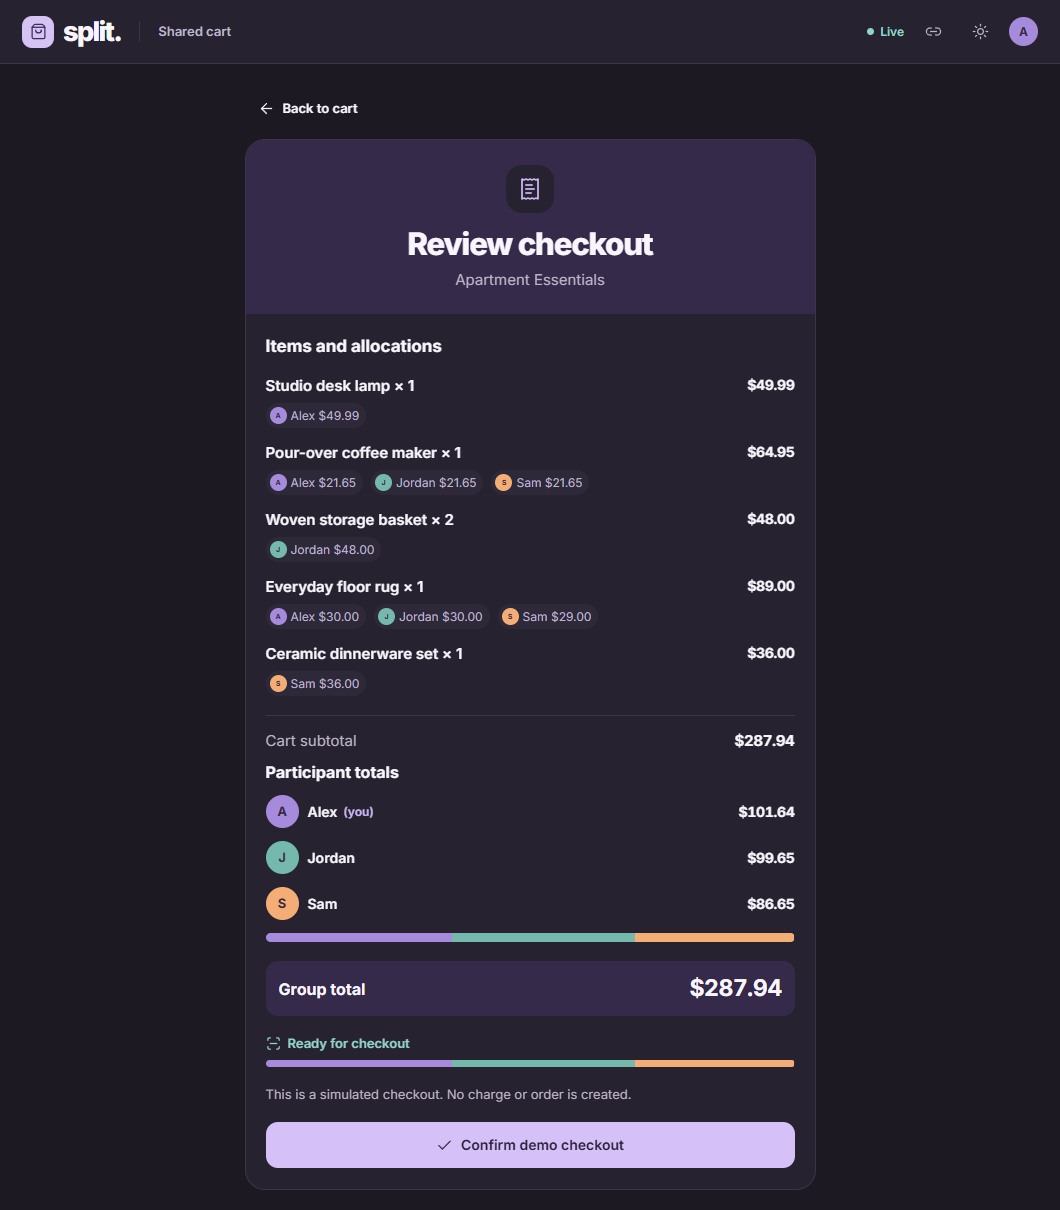 split. Shared cart Live A
Back to cart
Review checkout
Apartment Essentials
Items and allocations
Studio desk lamp × 1 $49.99
A Alex $49.99
Pour-over coffee maker × 1 $64.95
A Alex $21.65 J Jordan $21.65 S Sam $21.65
Woven storage basket × 2 $48.00
J Jordan $48.00
Everyday floor rug × 1 $89.00
A Alex $30.00 J Jordan $30.00 S Sam $29.00
Ceramic dinnerware set × 1 $36.00
S Sam $36.00
Cart subtotal $287.94
Participant totals
A Alex (you) $101.64
J Jordan $99.65
S Sam $86.65
Group total $287.94
Ready for checkout
This is a simulated checkout. No charge or order is created.
Confirm demo checkout